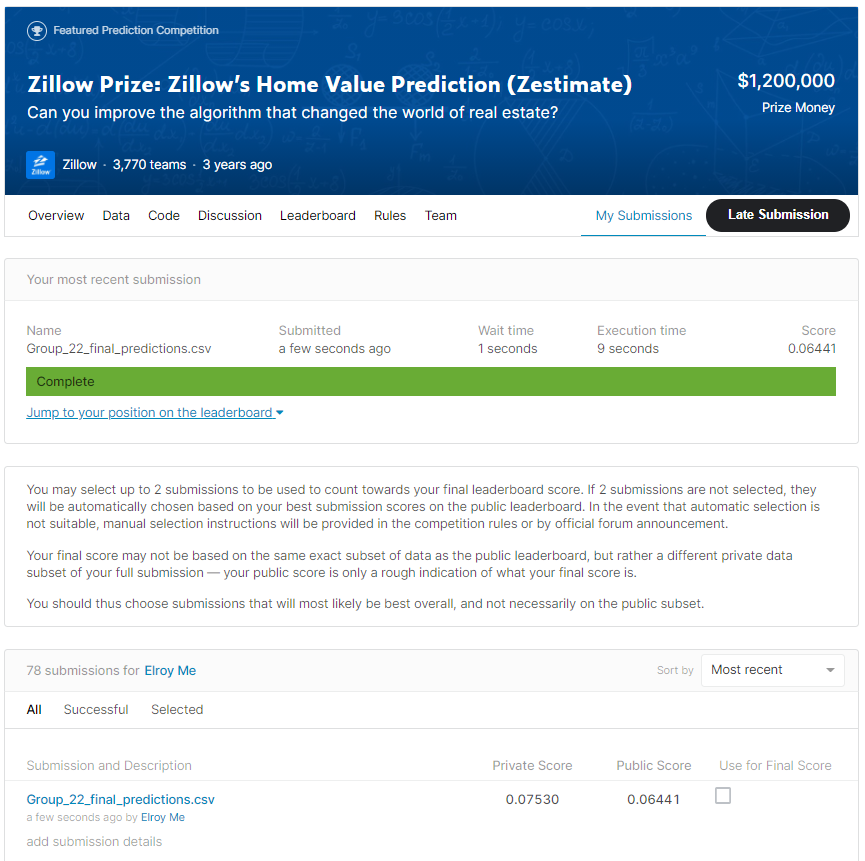 Featured Prediction Competition
Zillow Prize: Zillow’s Home Value Prediction (Zestimate)
$1,200,000
Can you improve the algorithm that changed the world of real estate?
Prize Money
Zillow
Zillow · 3,770 teams · 3 years ago
Overview Data Code Discussion Leaderboard Rules Team My Submissions Late Submission
Your most recent submission
Name Submitted Wait time Execution time Score
Group_22_final_predictions.csv a few seconds ago 1 seconds 9 seconds 0.06441
Complete
Jump to your position on the leaderboard
You may select up to 2 submissions to be used to count towards your final leaderboard score. If 2 submissions are not selected, they
will be automatically chosen based on your best submission scores on the public leaderboard. In the event that automatic selection is
not suitable, manual selection instructions will be provided in the competition rules or by official forum announcement.
Your final score may not be based on the same exact subset of data as the public leaderboard, but rather a different private data
subset of your full submission — your public score is only a rough indication of what your final score is.
You should thus choose submissions that will most likely be best overall, and not necessarily on the public subset.
78 submissions for Elroy Me Sort by Most recent
All Successful Selected
Submission and Description Private Score Public Score Use for Final Score
Group_22_final_predictions.csv 0.07530 0.06441
a few seconds ago by Elroy Me
add submission details